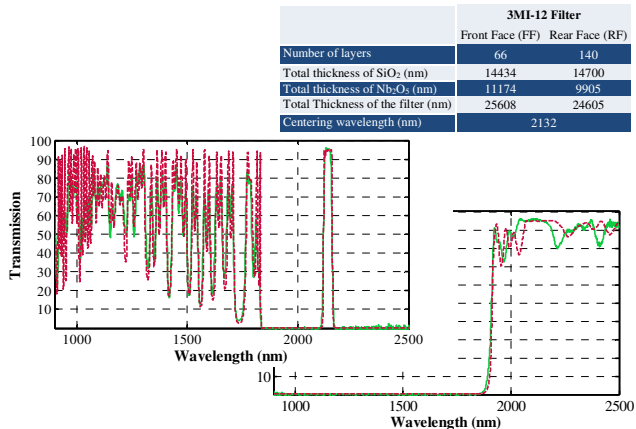 3MI-12 Filter
Front Face (FF) Rear Face (RF)
Number of layers 66 140
Total thickness of SiO₂ (nm) 14434 14700
Total thickness of Nb₂O₅ (nm) 11174 9905
Total Thickness of the filter (nm) 25608 24605
Centering wavelength (nm) 2132
100
90
80
70
60
50
40
30
20
10
Transmission
1000 1500 2000 2500
Wavelength (nm)
10
1000 1500 2000 2500
Wavelength (nm)